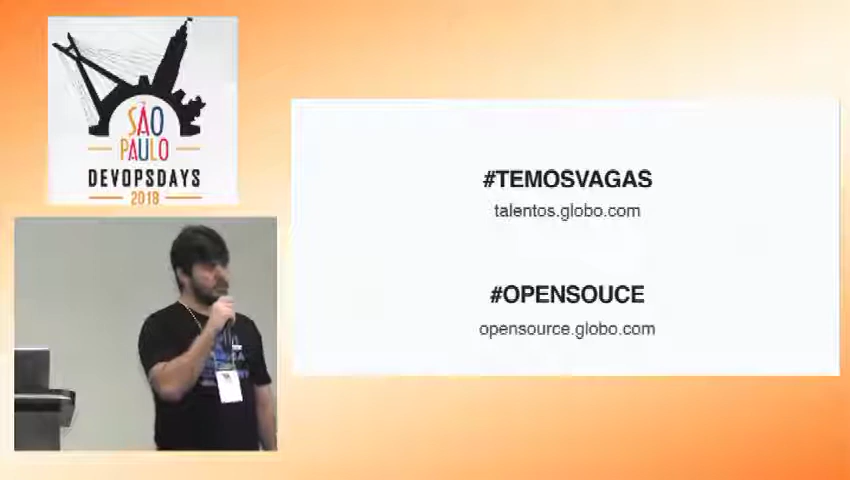 SÃO
PAULO
DEVOPSDAYS
2018
#TEMOSVAGAS
talentos.globo.com
#OPENSOUCE
opensource.globo.com